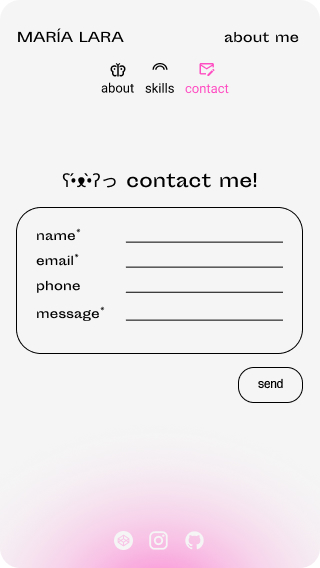 MARÍA LARA about me
about skills contact
ʕ•́ᴥ•̀ʔっ contact me!
name*
email*
phone
message*
send